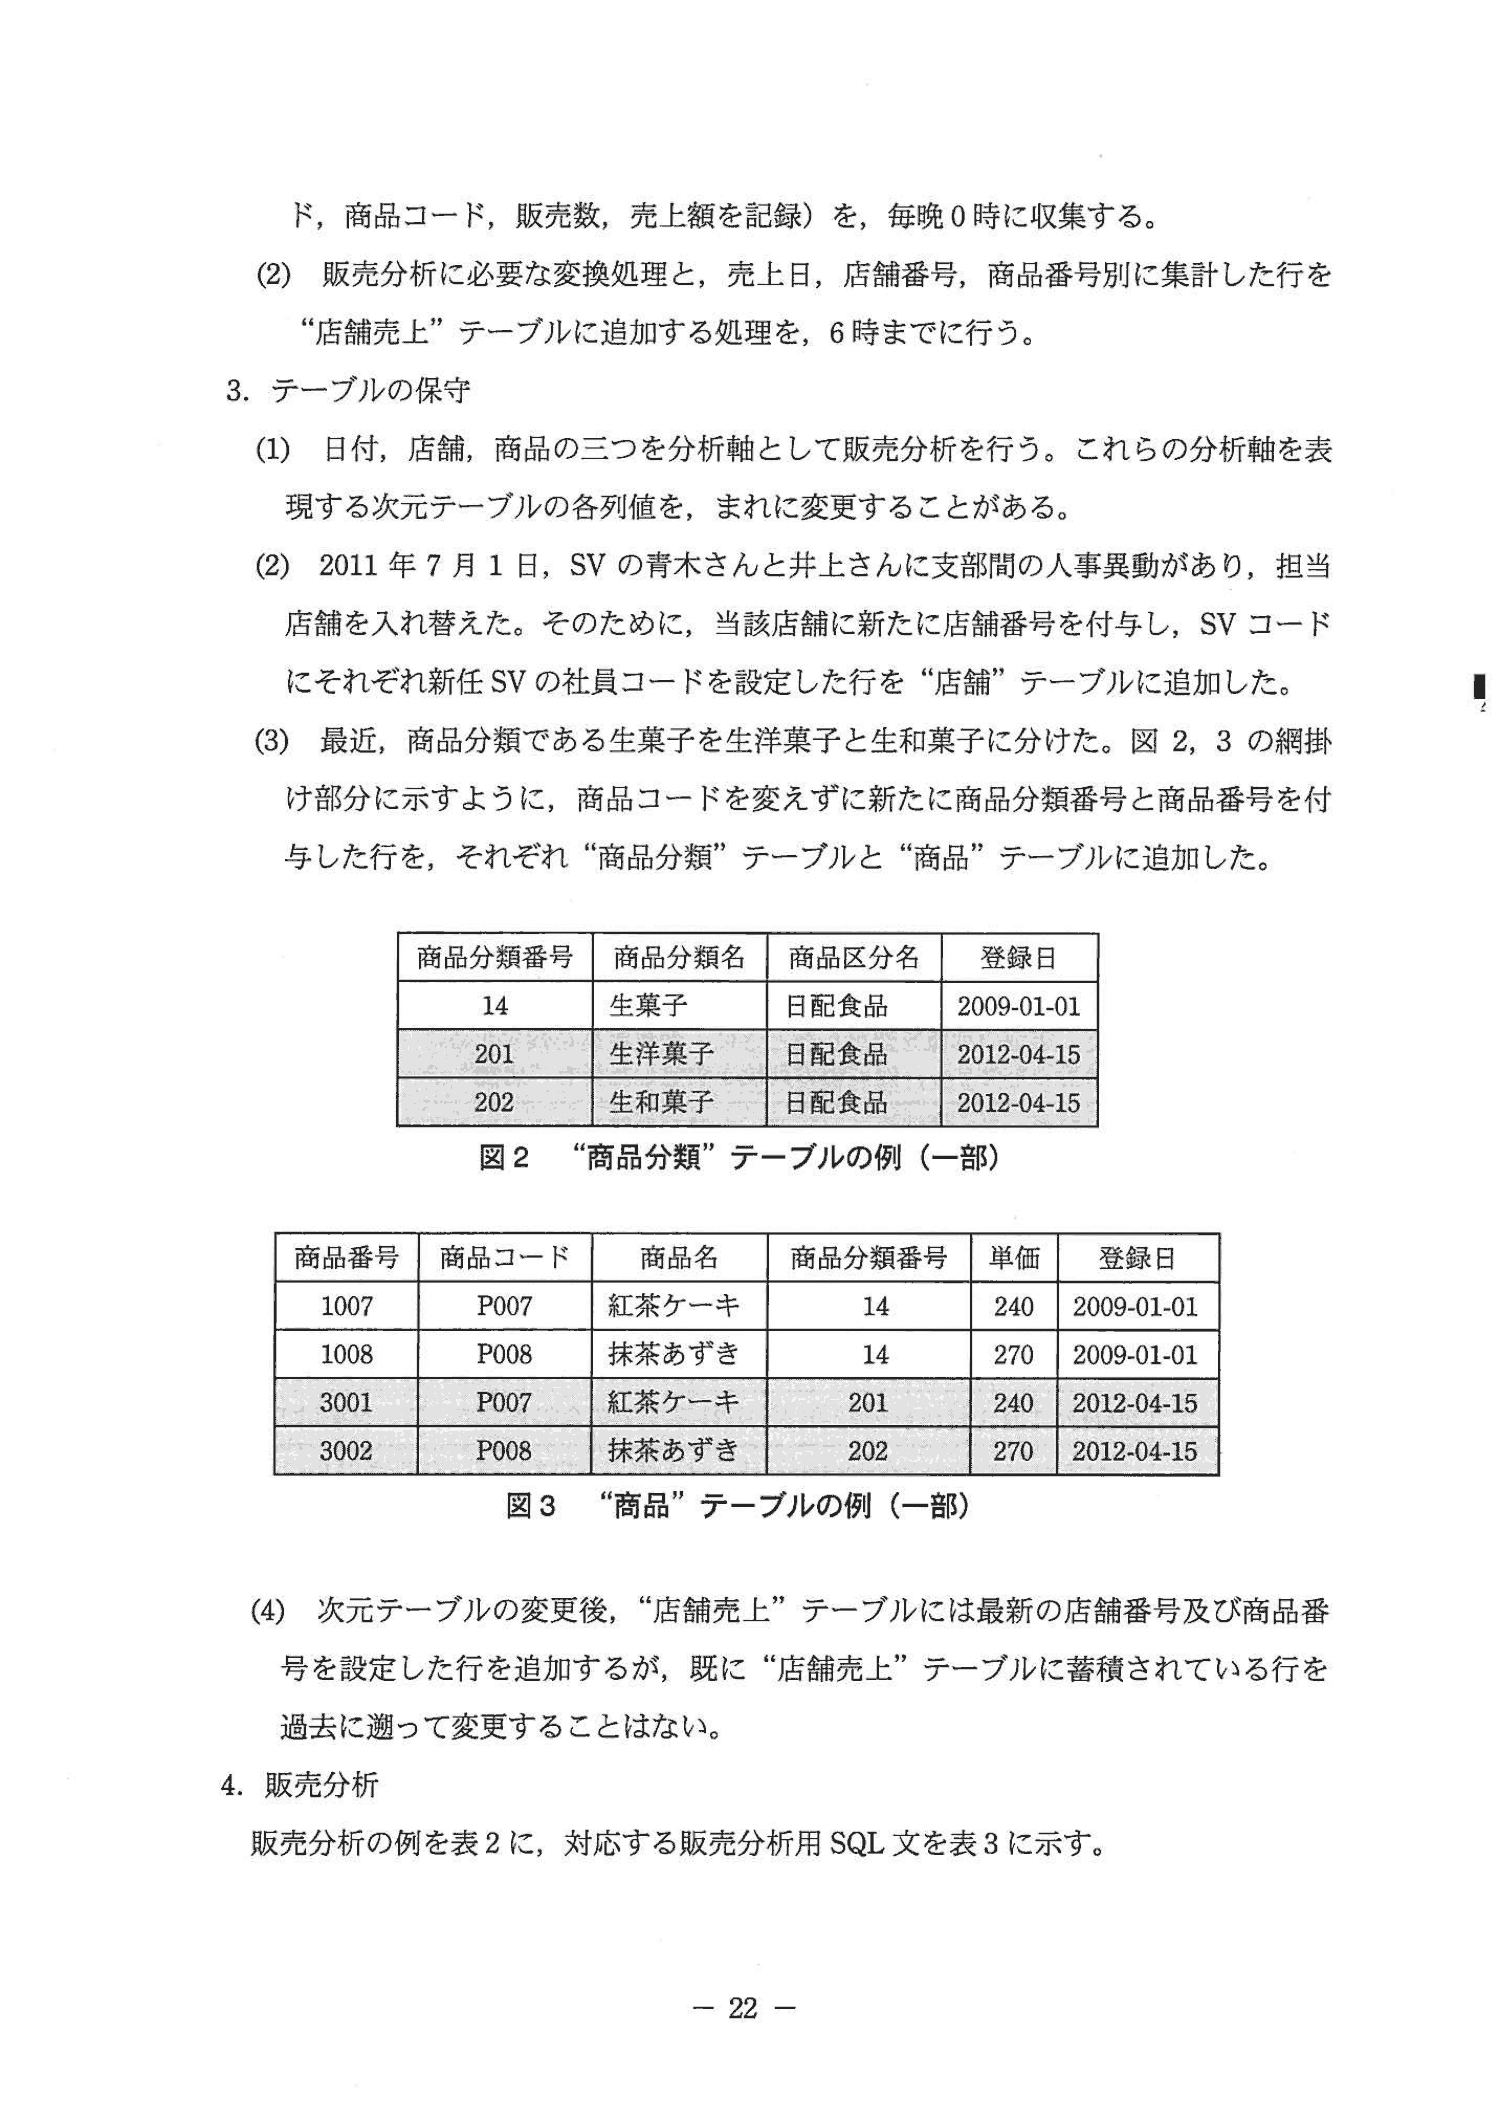 ド，商品コード，販売数，売上額を記録）を，毎晩0時に収集する。
(2) 販売分析に必要な変換処理と，売上日，店舗番号，商品番号別に集計した行を
“店舗売上” テーブルに追加する処理を，6時までに行う。
3. テーブルの保守
(1) 日付，店舗，商品の三つを分析軸として販売分析を行う。これらの分析軸を表
現する次元テーブルの各列値を，まれに変更することがある。
(2) 2011年7月1日，SVの青木さんと井上さんに支部間の人事異動があり，担当
店舗を入れ替えた。そのために，当該店舗に新たに店舗番号を付与し，SVコード
にそれぞれ新任SVの社員コードを設定した行を “店舗” テーブルに追加した。
(3) 最近，商品分類である生菓子を生洋菓子と生和菓子に分けた。図2，3の網掛
け部分に示すように，商品コードを変えずに新たに商品分類番号と商品番号を付
与した行を，それぞれ “商品分類” テーブルと “商品” テーブルに追加した。
商品分類番号 商品分類名 商品区分名 登録日
14 生菓子 日配食品 2009-01-01
201 生洋菓子 日配食品 2012-04-15
202 生和菓子 日配食品 2012-04-15
図2 “商品分類” テーブルの例（一部）
商品番号 商品コード 商品名 商品分類番号 単価 登録日
1007 P007 紅茶ケーキ 14 240 2009-01-01
1008 P008 抹茶あずき 14 270 2009-01-01
3001 P007 紅茶ケーキ 201 240 2012-04-15
3002 P008 抹茶あずき 202 270 2012-04-15
図3 “商品” テーブルの例（一部）
(4) 次元テーブルの変更後，“店舗売上” テーブルには最新の店舗番号及び商品番
号を設定した行を追加するが，既に “店舗売上” テーブルに蓄積されている行を
過去に遡って変更することはない。
4. 販売分析
販売分析の例を表2に，対応する販売分析用SQL文を表3に示す。
― 22 ―